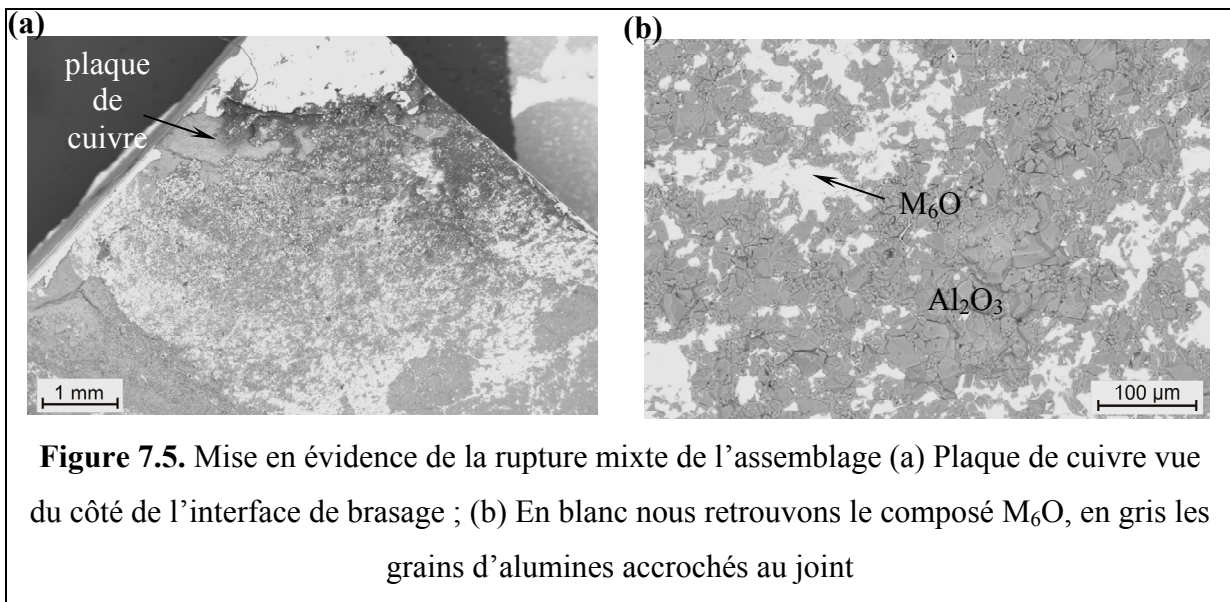 (a)
plaque
de
cuivre
1 mm
(b)
M₆O
Al₂O₃
100 µm
Figure 7.5. Mise en évidence de la rupture mixte de l’assemblage (a) Plaque de cuivre vue
du côté de l’interface de brasage ; (b) En blanc nous retrouvons le composé M₆O, en gris les
grains d’alumines accrochés au joint